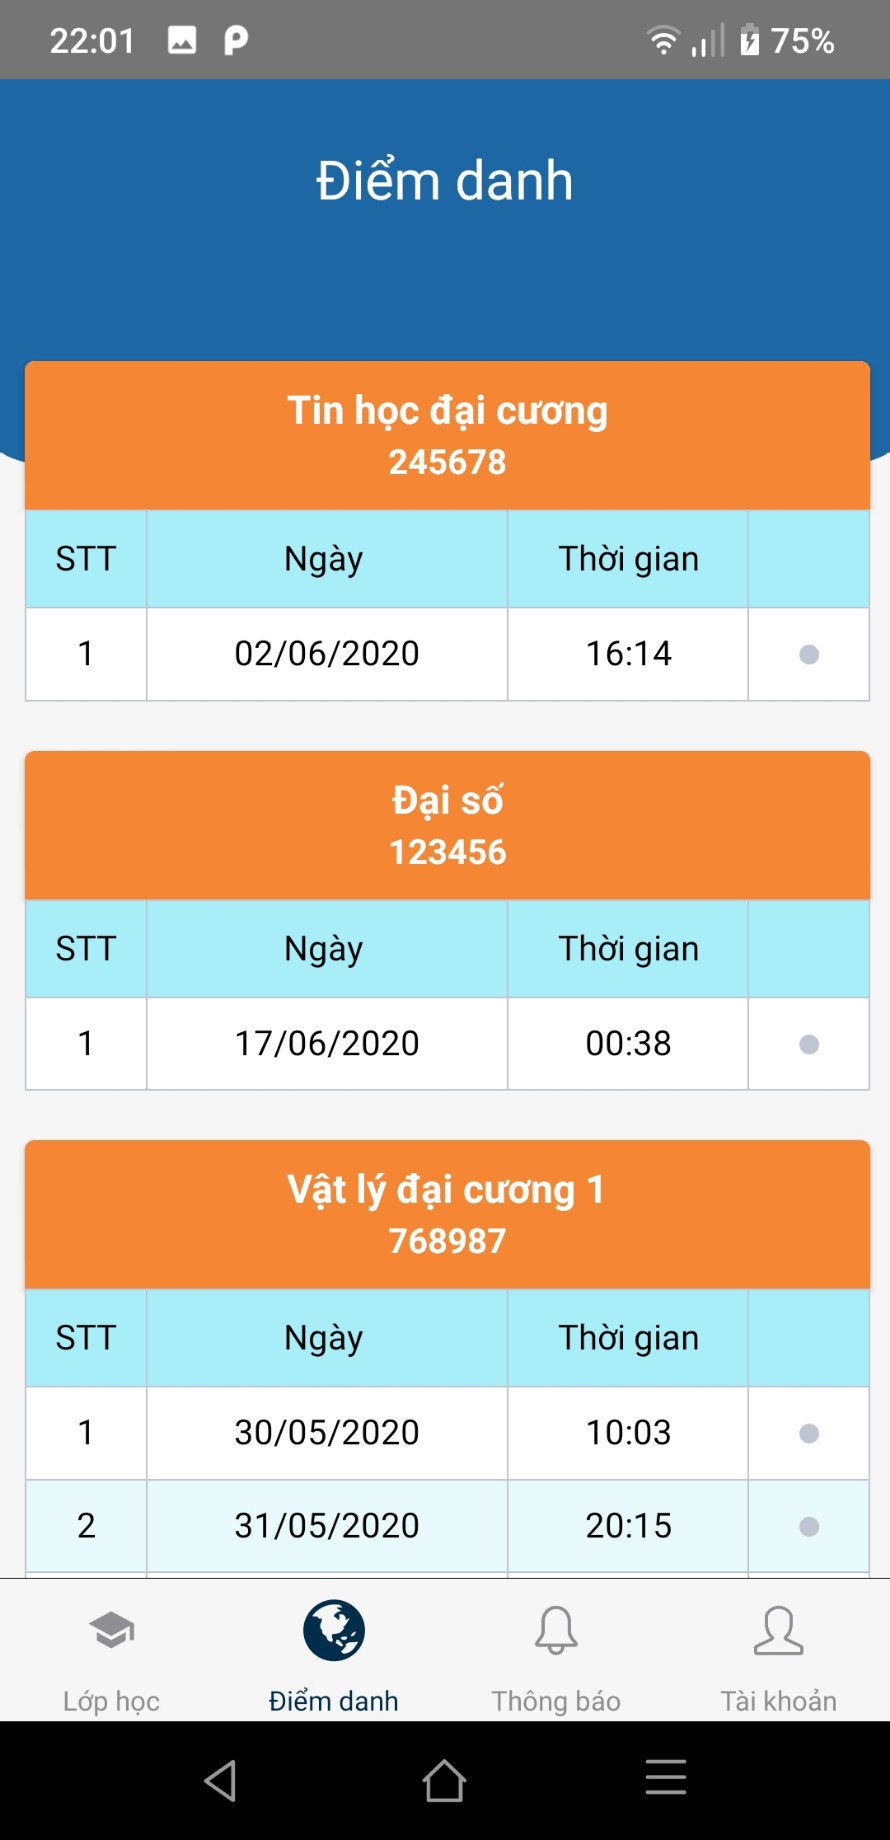 22:01 75%
Điểm danh
Tin học đại cương
245678
STT Ngày Thời gian
1 02/06/2020 16:14
Đại số
123456
STT Ngày Thời gian
1 17/06/2020 00:38
Vật lý đại cương 1
768987
STT Ngày Thời gian
1 30/05/2020 10:03
2 31/05/2020 20:15
Lớp học Điểm danh Thông báo Tài khoản